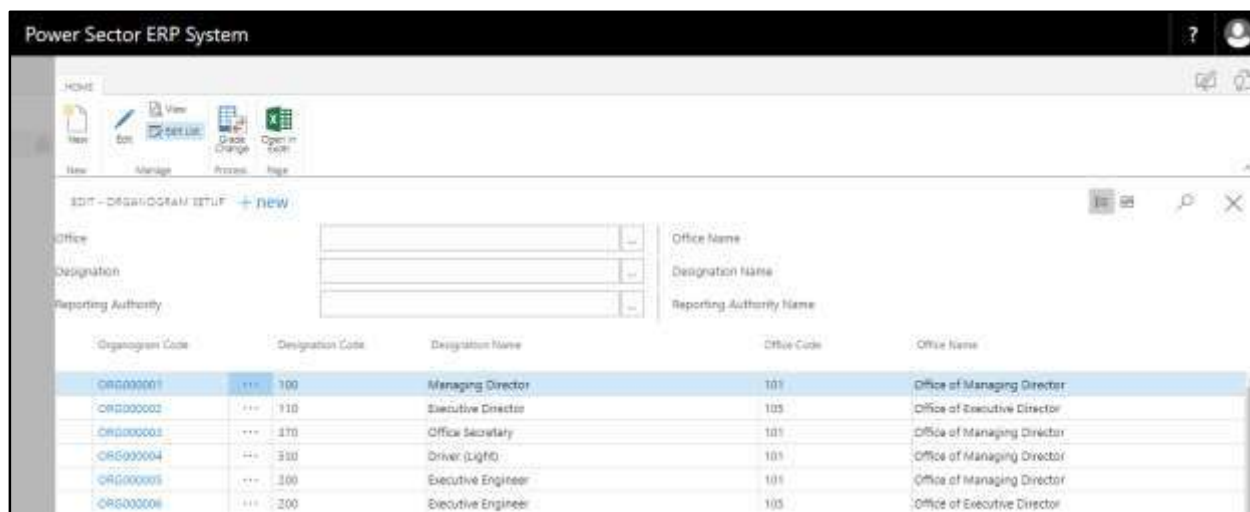 Power Sector ERP System ?
HOME
New Edit View Edit List Grade Change Open in Excel
New Manage Process Page
EDIT - ORGANOGRAM SETUP + new
Office ... Office Name
Designation ... Designation Name
Reporting Authority ... Reporting Authority Name
Organogram Code Designation Code Designation Name Office Code Office Name
ORG000001 ... 100 Managing Director 101 Office of Managing Director
ORG000002 ... 110 Executive Director 105 Office of Executive Director
ORG000003 ... Office Secretary 101 Office of Managing Director
ORG000004 ... Driver (Light) 101 Office of Managing Director
ORG000005 ... 200 Executive Engineer 101 Office of Managing Director
ORG000006 ... 200 Executive Engineer 105 Office of Executive Director